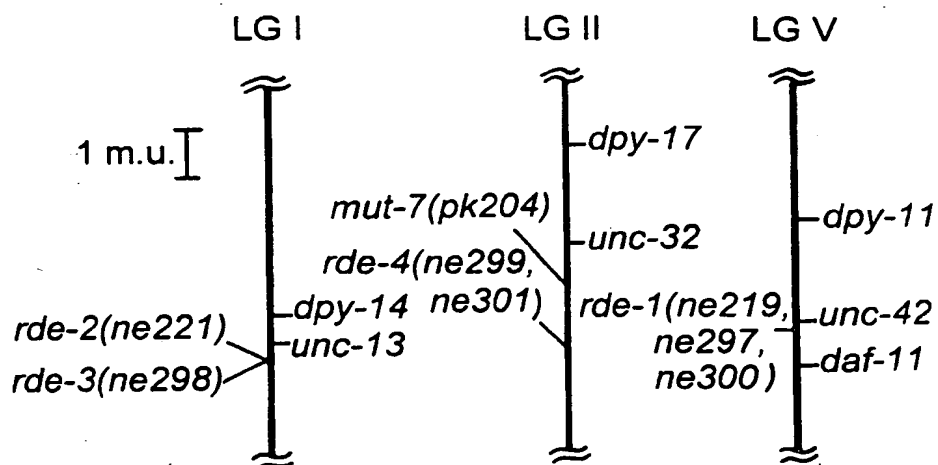 LG I
LG II
LG V
1 m.u.
dpy-17
mut-7(pk204)
unc-32
dpy-11
rde-4(ne299,
ne301)
rde-1(ne219,
ne297,
ne300)
unc-42
daf-11
dpy-14
unc-13
rde-2(ne221)
rde-3(ne298)